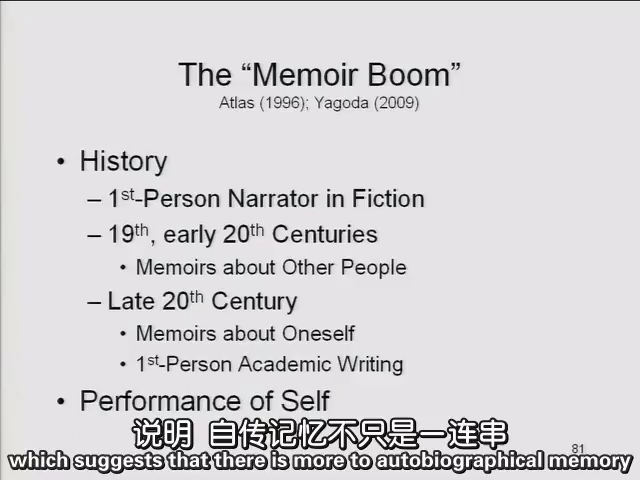 The “Memoir Boom”
Atlas (1996); Yagoda (2009)
• History
– 1st-Person Narrator in Fiction
– 19th, early 20th Centuries
• Memoirs about Other People
– Late 20th Century
• Memoirs about Oneself
• 1st-Person Academic Writing
• Performance of Self
说明 自传记忆不只是一连串
81
which suggests that there is more to autobiographical memory